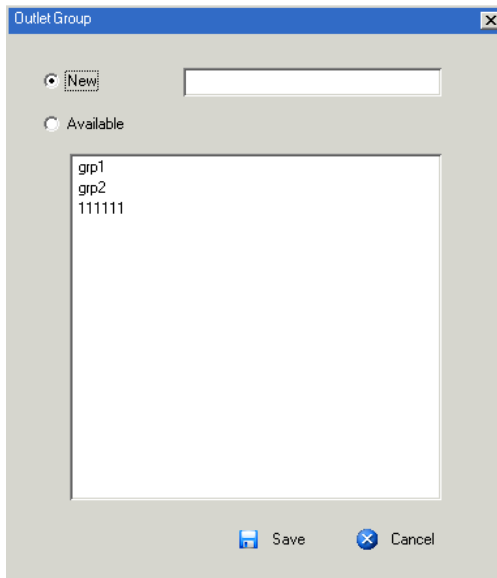 Outlet Group
New
Available
grp1
grp2
111111
Save Cancel